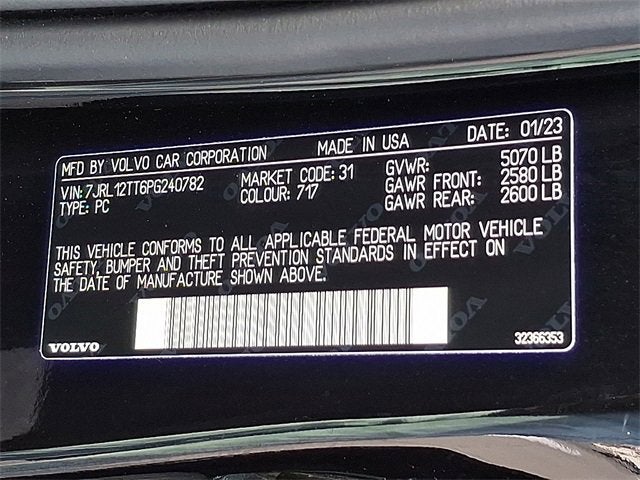 MFD BY VOLVO CAR CORPORATION MADE IN USA DATE: 01/23
VIN: 7JRL12TT6PG240782 MARKET CODE: 31 GVWR: 5070 LB
TYPE: PC COLOUR: 717 GAWR FRONT: 2580 LB
GAWR REAR: 2600 LB
THIS VEHICLE CONFORMS TO ALL APPLICABLE FEDERAL MOTOR VEHICLE
SAFETY, BUMPER AND THEFT PREVENTION STANDARDS IN EFFECT ON
THE DATE OF MANUFACTURE SHOWN ABOVE.
VOLVO 32366353